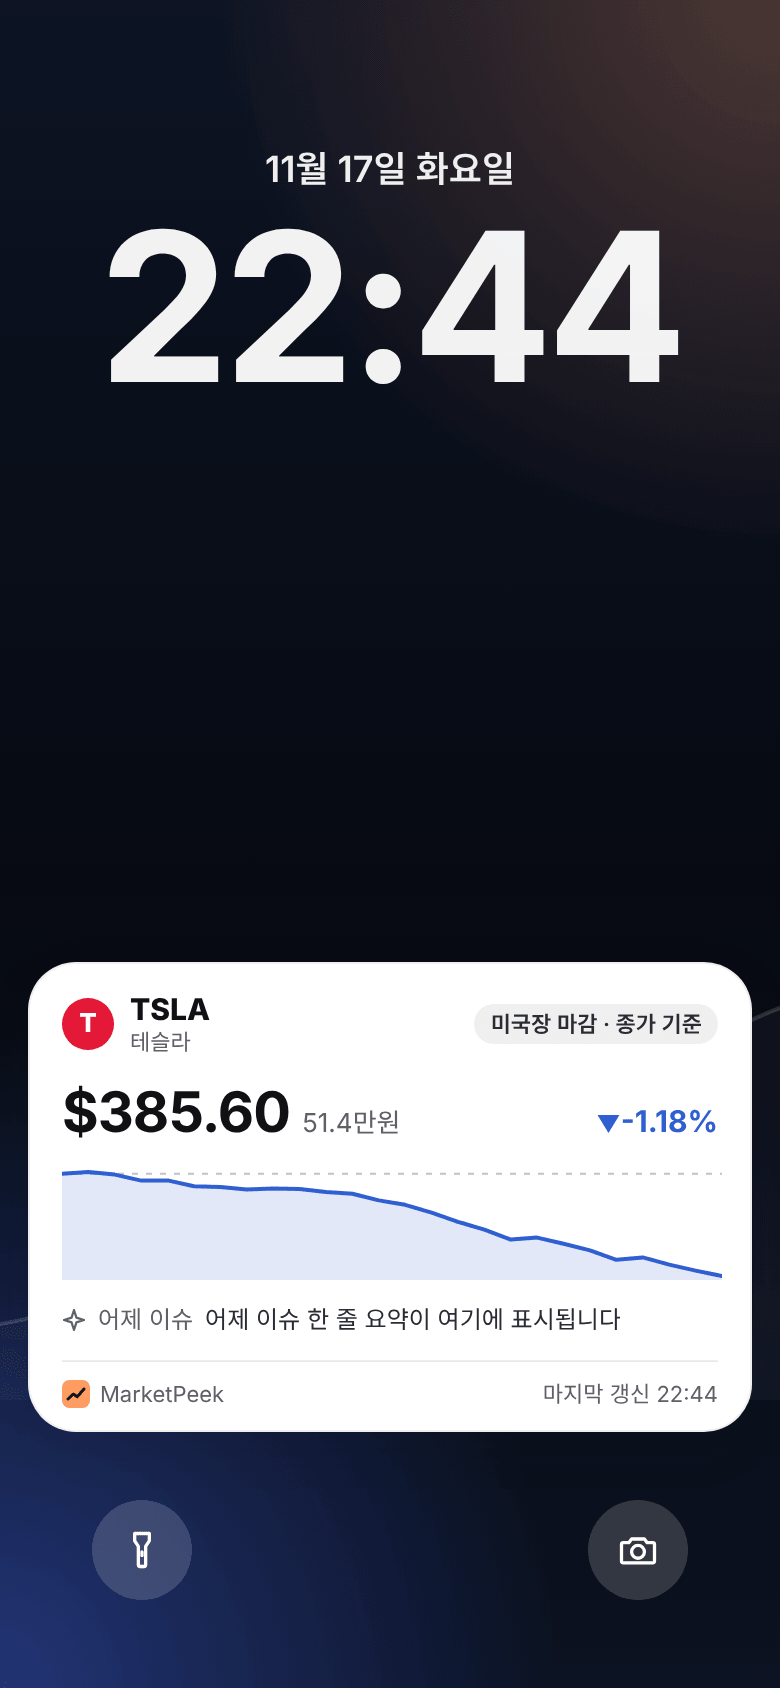 11월 17일 화요일
22:44
T
TSLA
테슬라
미국장 마감 · 종가 기준
$385.60 51.4만원 ▼-1.18%
어제 이슈 어제 이슈 한 줄 요약이 여기에 표시됩니다
MarketPeek
마지막 갱신 22:44